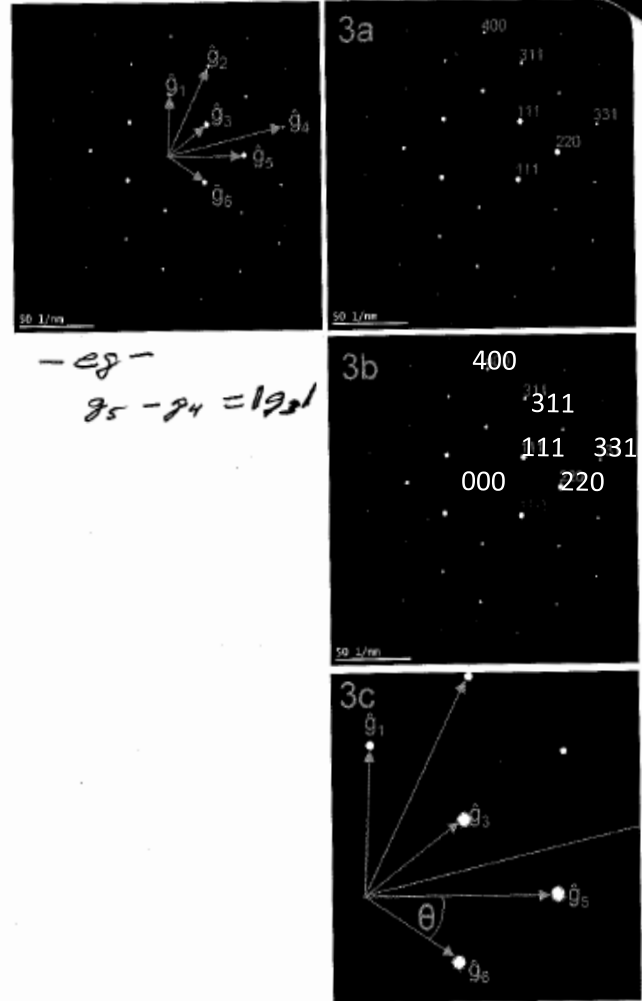 ĝ₁
ĝ₂
ĝ₃
ĝ₄
ĝ₅
ĝ₆
50 1/nm
3a
400
311
111
331
220
111
50 1/nm
- eg -
g₅ - g₄ = |g₃|
3b
400
311
111
331
000
220
50 1/nm
3c
ĝ₁
ĝ₃
ĝ₅
θ
ĝ₆